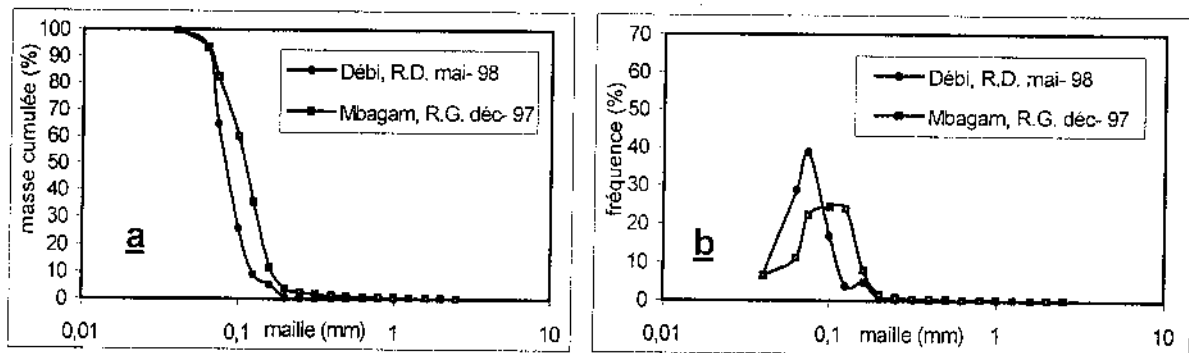 100
90
80
70
60
50
40
30
20
10
0
masse cumulée (%)
Débi, R.D. mai- 98
Mbagam, R.G. déc- 97
a
0,01
0,1
maille (mm)
1
10
70
60
50
40
30
20
10
0
fréquence (%)
Débi, R.D. mai- 98
Mbagam, R.G. déc- 97
b
0,01
0,1
maille (mm)
1
10